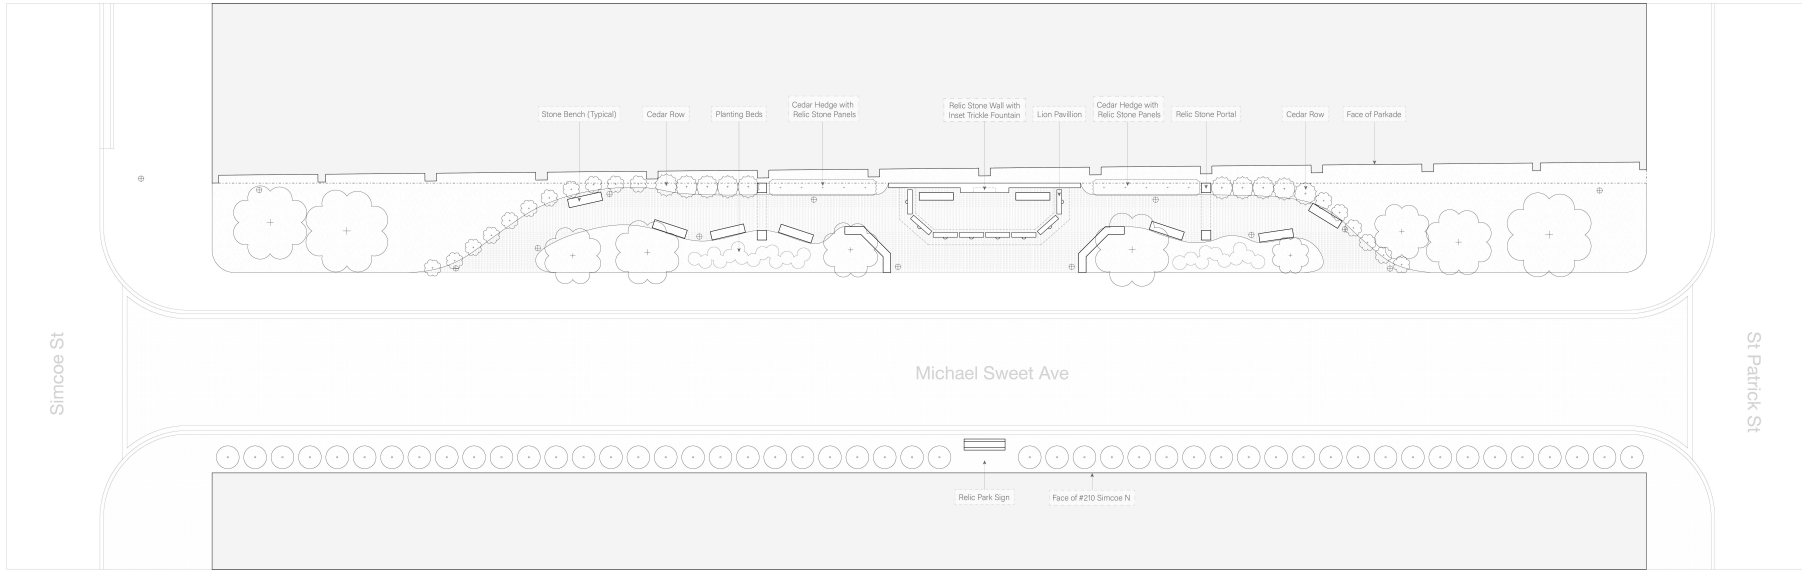 Stone Bench (Typical)
Cedar Row
Planting Beds
Cedar Hedge with
Relic Stone Panels
Relic Stone Wall with
Inset Trickle Fountain
Lion Pavillion
Cedar Hedge with
Relic Stone Panels
Relic Stone Portal
Cedar Row
Face of Parkade
Simcoe St
Michael Sweet Ave
St Patrick St
Relic Park Sign
Face of #210 Simcoe N